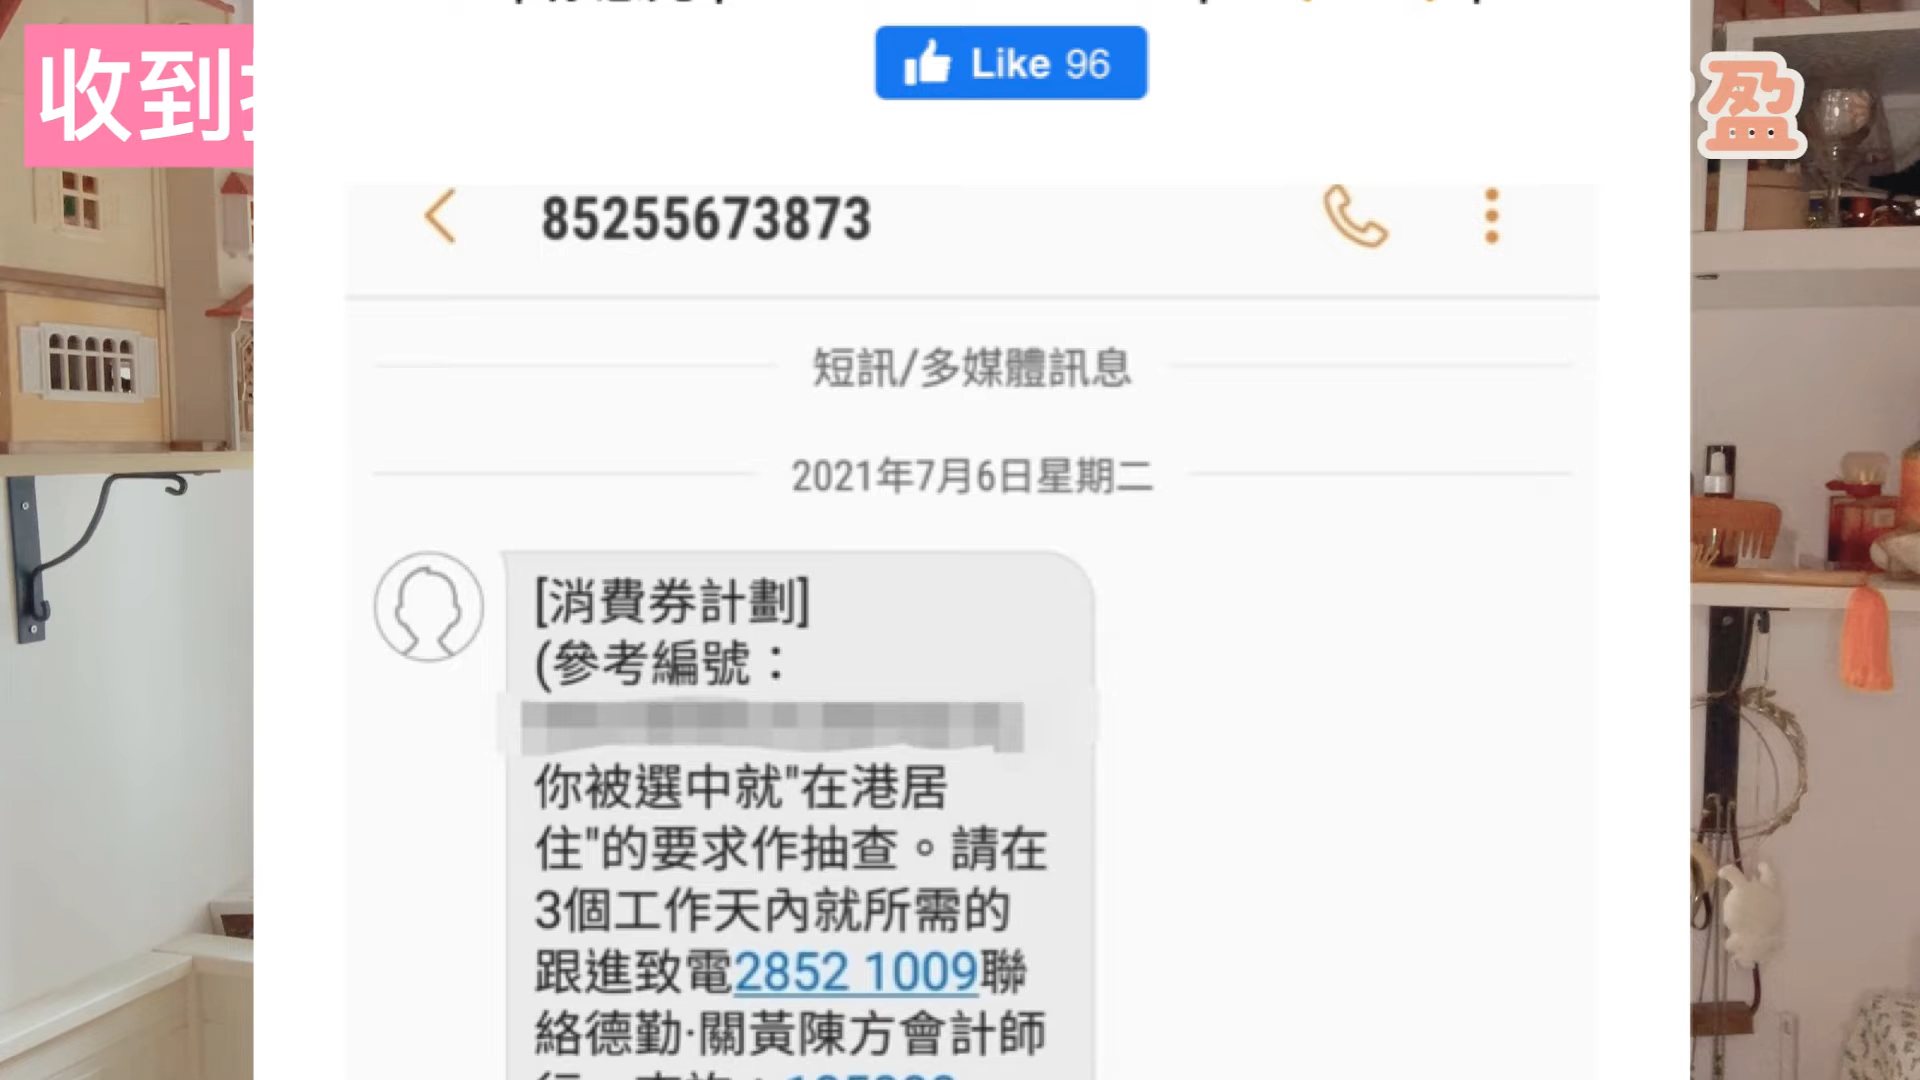 收到
盈
Like 96
85255673873
短訊/多媒體訊息
2021年7月6日星期二
[消費券計劃]
(參考編號：
你被選中就"在港居
住"的要求作抽查。請在
3個工作天內就所需的
跟進致電2852 1009聯
絡德勤·關黃陳方會計師